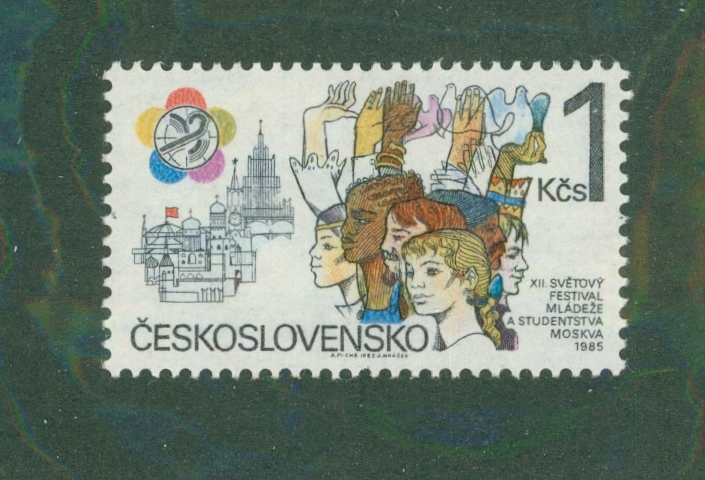 1
Kčs
XII. SVĚTOVÝ
FESTIVAL
MLÁDEŽE
A STUDENTSTVA
MOSKVA
1985
ČESKOSLOVENSKO